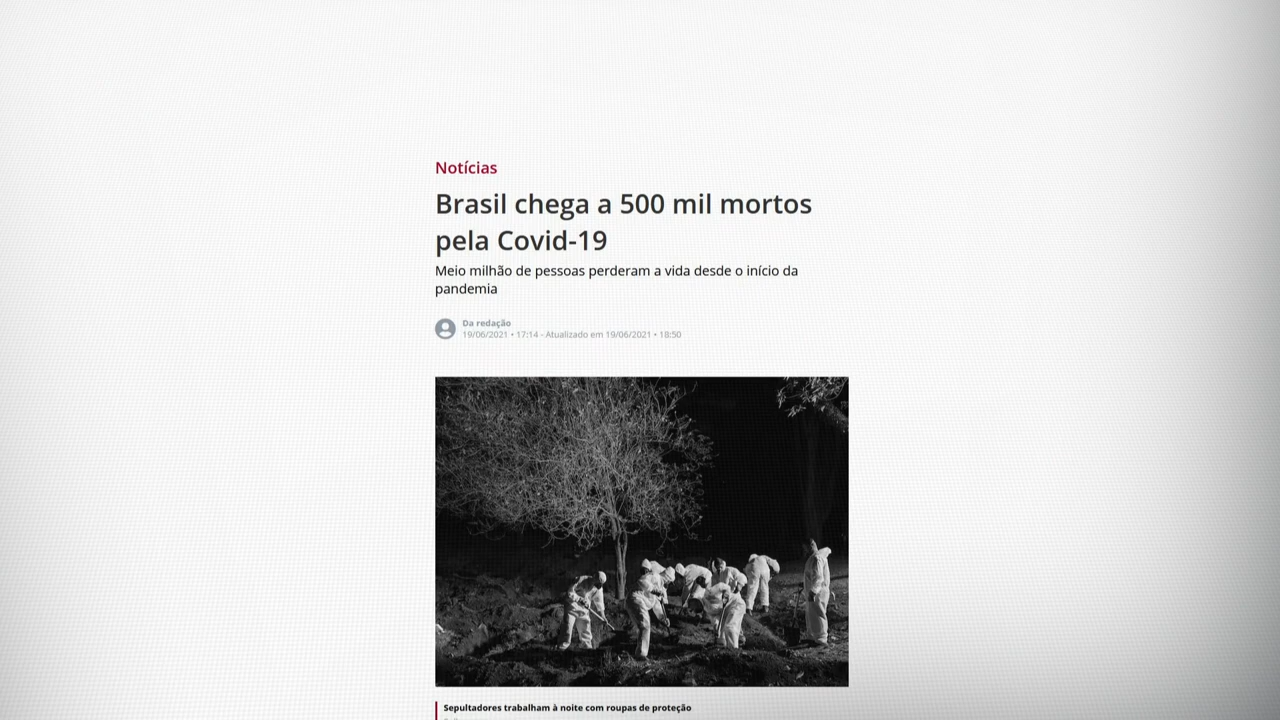 Notícias
Brasil chega a 500 mil mortos
pela Covid-19
Meio milhão de pessoas perderam a vida desde o início da
pandemia
Da redação
19/06/2021 • 17:14 - Atualizado em 19/06/2021 • 18:50
Sepultadores trabalham à noite com roupas de proteção